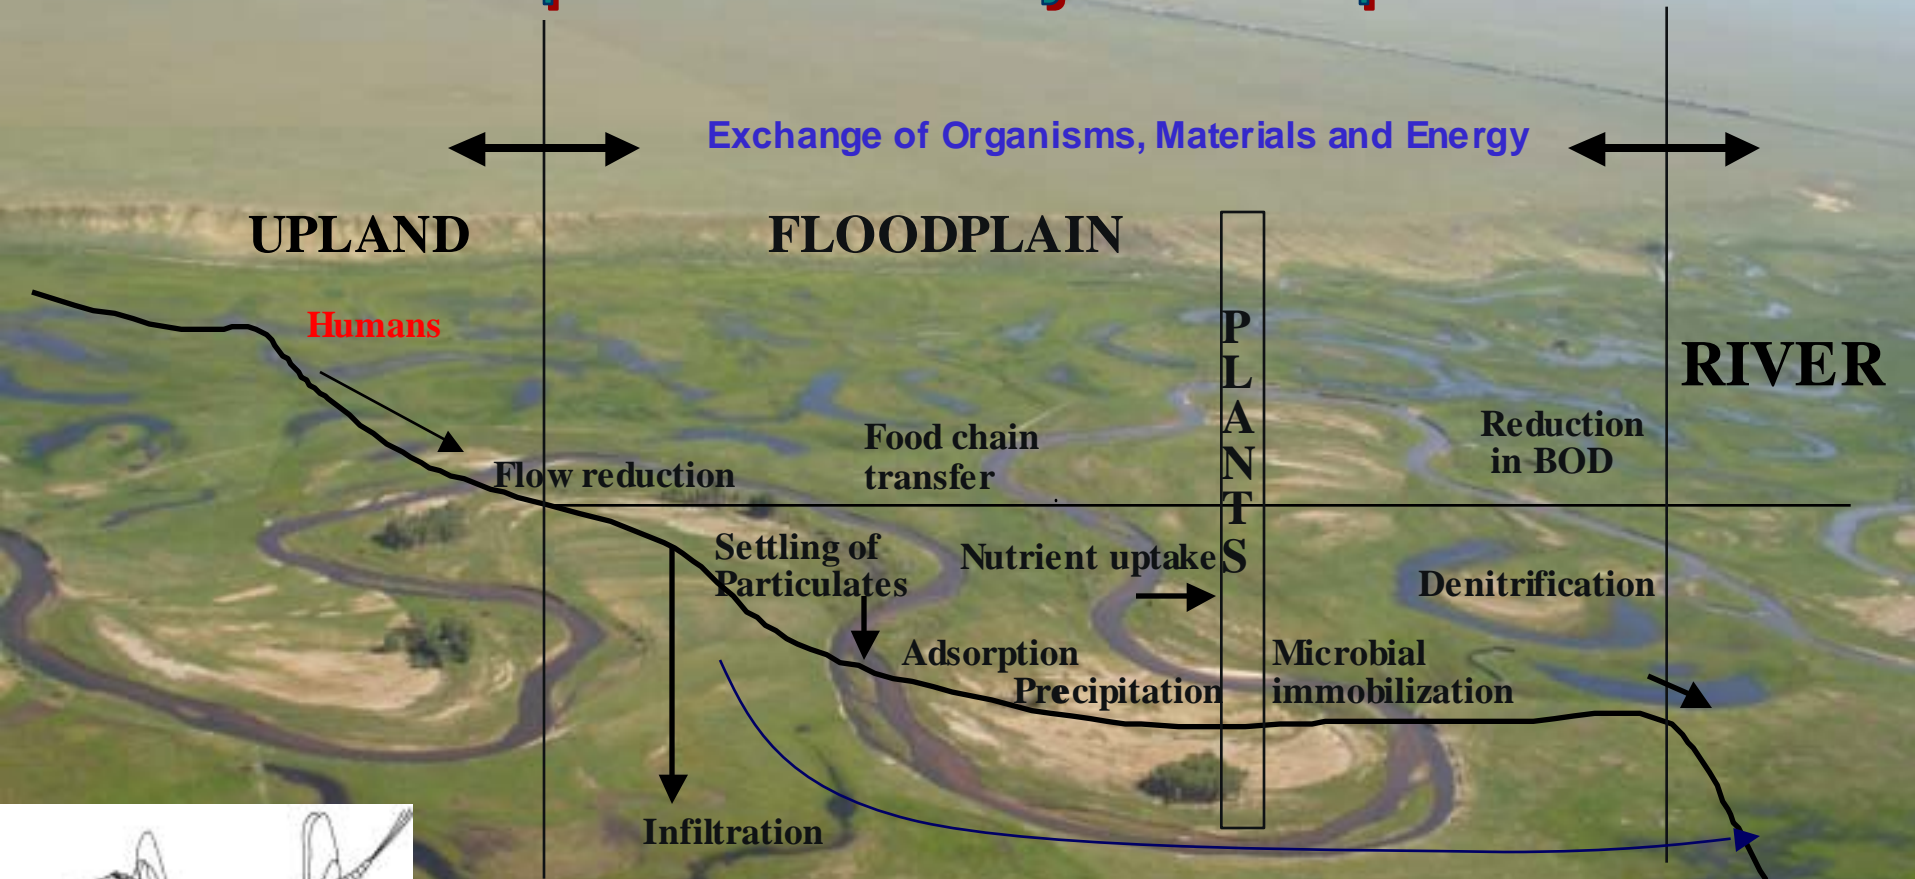 Exchange of Organisms, Materials and Energy
UPLAND
FLOODPLAIN
Humans
PLANTS
RIVER
Food chain
transfer
Reduction
in BOD
Flow reduction
Settling of
Particulates
Nutrient uptake
Denitrification
Adsorption
Precipitation
Microbial
immobilization
Infiltration